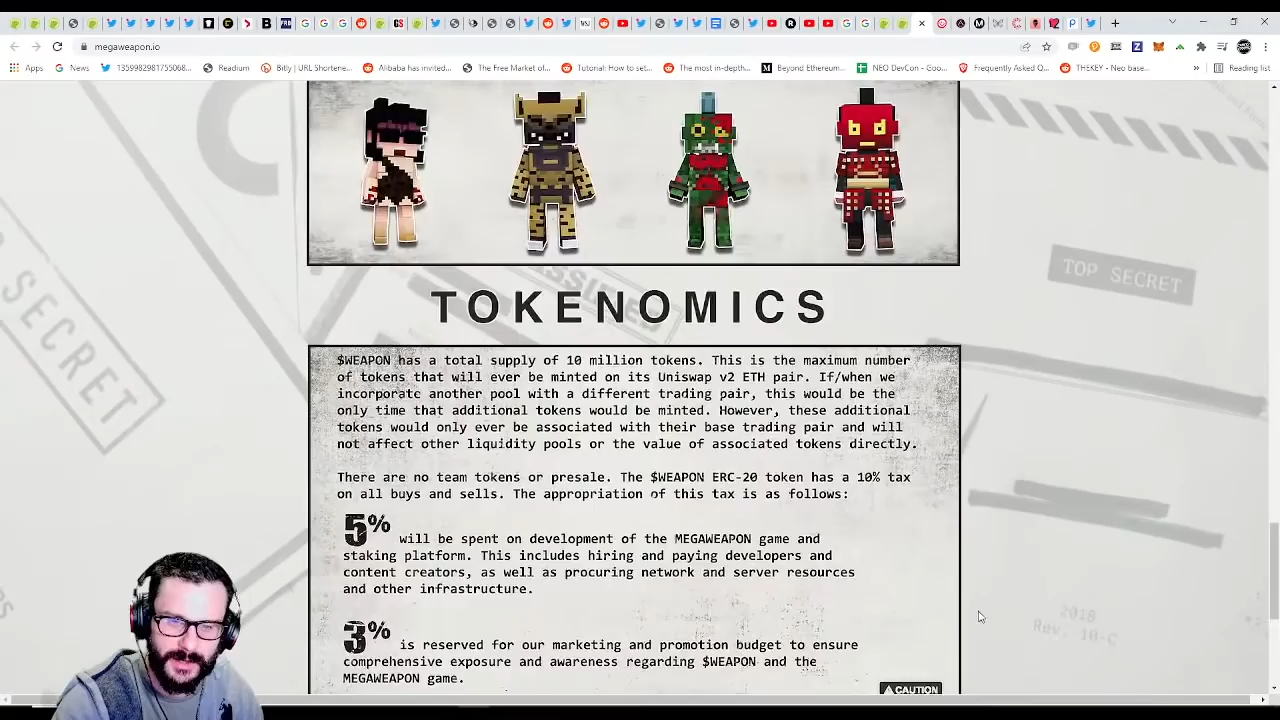 megaweapon.io
Apps
News
1359982981755068...
Readium
Bitly | URL Shortene...
Alibaba has invited...
The Free Market of...
Tutorial: How to set...
The most in-depth...
Beyond Ethereum...
NEO DevCon - Goo...
Frequently Asked Q...
THEKEY - Neo base...
»
Reading list
TOP SECRET
TOKENOMICS
$WEAPON has a total supply of 10 million tokens. This is the maximum number
of tokens that will ever be minted on its Uniswap v2 ETH pair. If/when we
incorporate another pool with a different trading pair, this would be the
only time that additional tokens would be minted. However, these additional
tokens would only ever be associated with their base trading pair and will
not affect other liquidity pools or the value of associated tokens directly.
There are no team tokens or presale. The $WEAPON ERC-20 token has a 10% tax
on all buys and sells. The appropriation of this tax is as follows:
5% will be spent on development of the MEGAWEAPON game and
staking platform. This includes hiring and paying developers and
content creators, as well as procuring network and server resources
and other infrastructure.
3% is reserved for our marketing and promotion budget to ensure
comprehensive exposure and awareness regarding $WEAPON and the
MEGAWEAPON game.
CAUTION
2018
Rev. 10-C